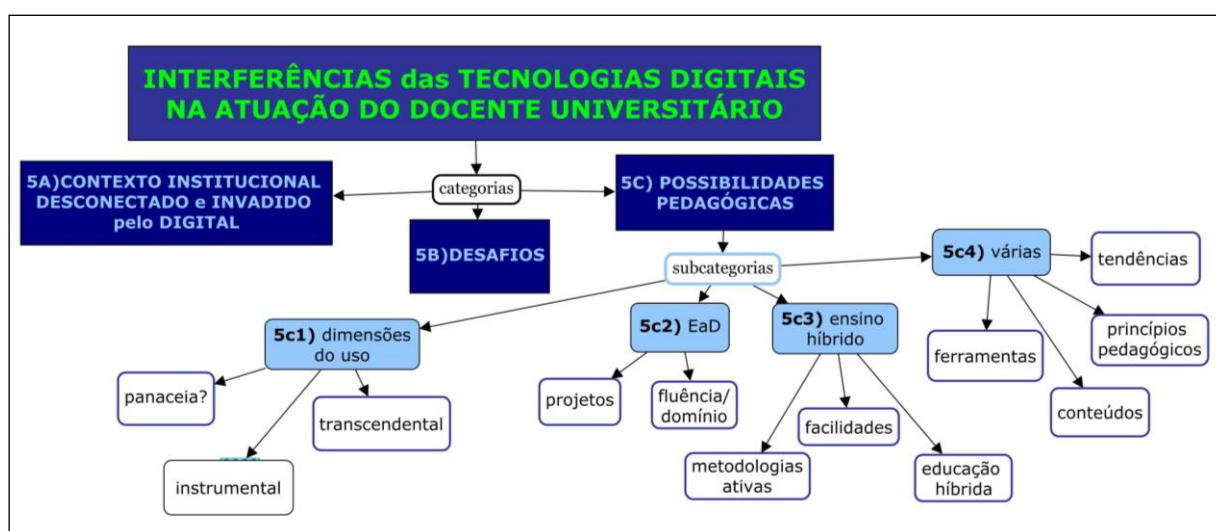 INTERFERÊNCIAS das TECNOLOGIAS DIGITAIS
NA ATUAÇÃO DO DOCENTE UNIVERSITÁRIO
5A)CONTEXTO INSTITUCIONAL
DESCONECTADO e INVADIDO
pelo DIGITAL
categorias
5C) POSSIBILIDADES
PEDAGÓGICAS
5B)DESAFIOS
subcategorias
5c4) várias
tendências
5c1) dimensões
do uso
5c2) EaD
5c3) ensino
híbrido
ferramentas
princípios
pedagógicos
panaceia?
transcendental
projetos
fluência/
domínio
facilidades
conteúdos
instrumental
metodologias
ativas
educação
híbrida